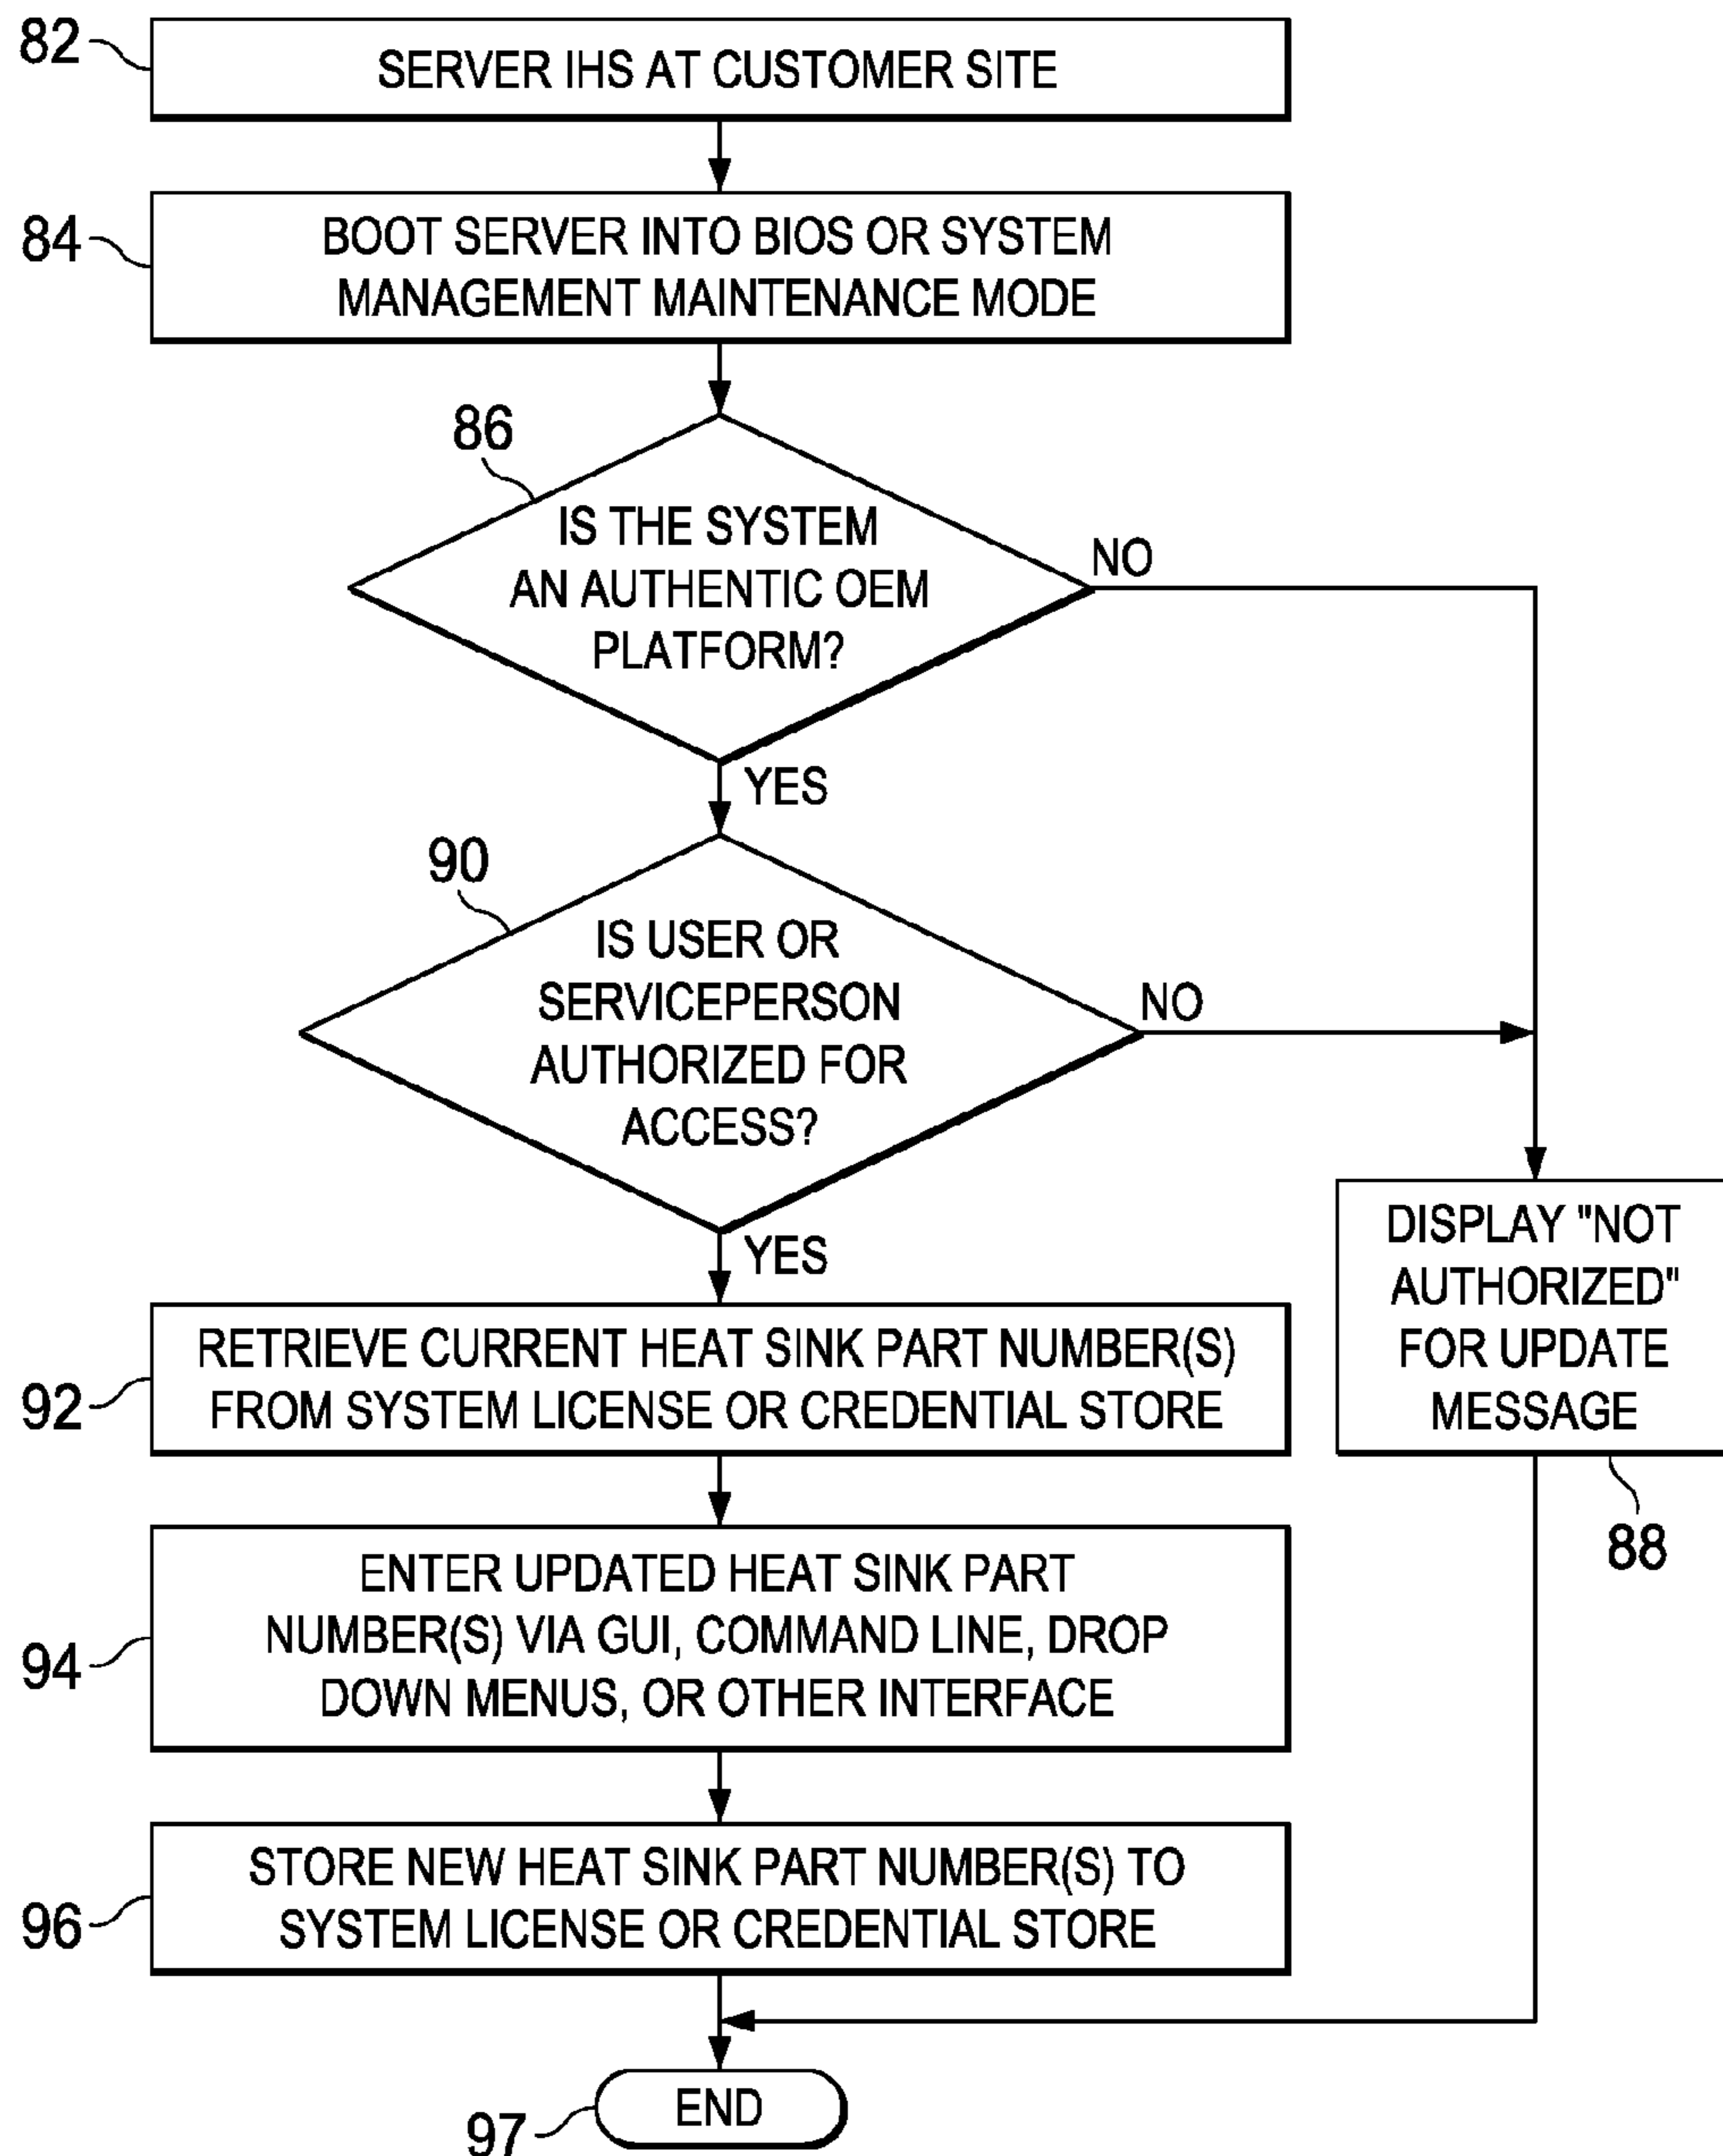 82
SERVER IHS AT CUSTOMER SITE
84
BOOT SERVER INTO BIOS OR SYSTEM
MANAGEMENT MAINTENANCE MODE
86
IS THE SYSTEM
AN AUTHENTIC OEM
PLATFORM?
NO
YES
90
IS USER OR
SERVICEPERSON
AUTHORIZED FOR
ACCESS?
NO
YES
DISPLAY "NOT
AUTHORIZED"
FOR UPDATE
MESSAGE
88
92
RETRIEVE CURRENT HEAT SINK PART NUMBER(S)
FROM SYSTEM LICENSE OR CREDENTIAL STORE
94
ENTER UPDATED HEAT SINK PART
NUMBER(S) VIA GUI, COMMAND LINE, DROP
DOWN MENUS, OR OTHER INTERFACE
96
STORE NEW HEAT SINK PART NUMBER(S) TO
SYSTEM LICENSE OR CREDENTIAL STORE
97
END